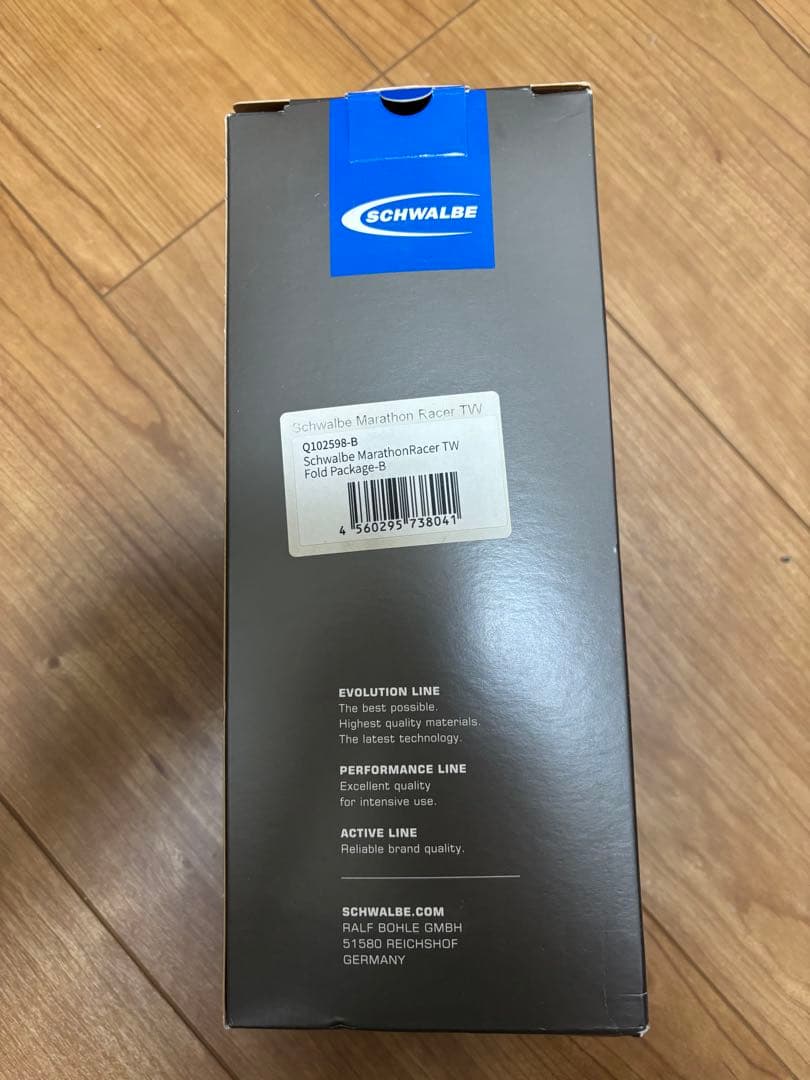 SCHWALBE
Schwalbe Marathon Racer TW
Q102598-B
Schwalbe MarathonRacer TW
Fold Package-B
4 560295 738041
EVOLUTION LINE
The best possible.
Highest quality materials.
The latest technology.
PERFORMANCE LINE
Excellent quality
for intensive use.
ACTIVE LINE
Reliable brand quality.
SCHWALBE.COM
RALF BOHLE GMBH
51580 REICHSHOF
GERMANY